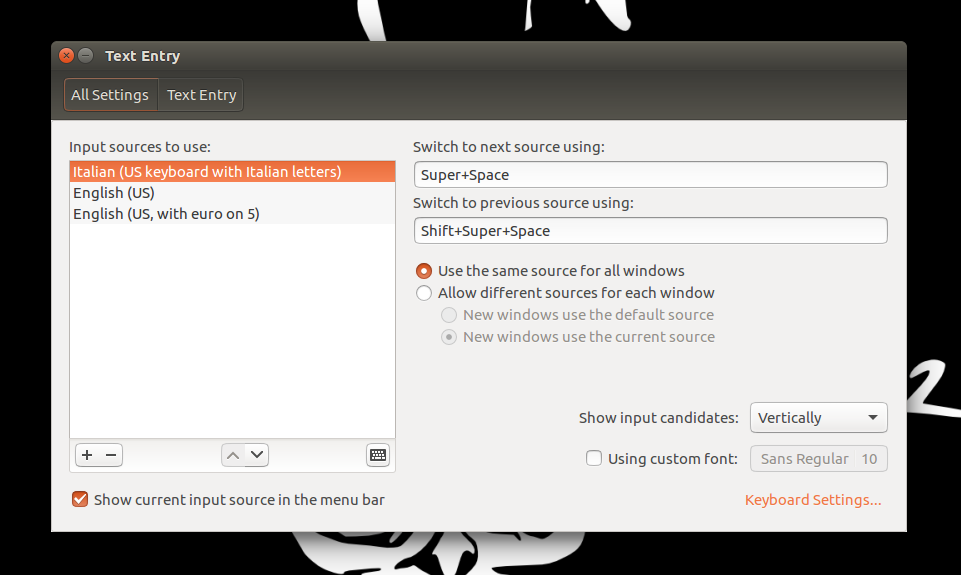 Text Entry
All Settings
Text Entry
Input sources to use:
Italian (US keyboard with Italian letters)
English (US)
English (US, with euro on 5)
Show current input source in the menu bar
Switch to next source using:
Super+Space
Switch to previous source using:
Shift+Super+Space
Use the same source for all windows
Allow different sources for each window
New windows use the default source
New windows use the current source
Show input candidates: Vertically
Using custom font: Sans Regular 10
Keyboard Settings...
2